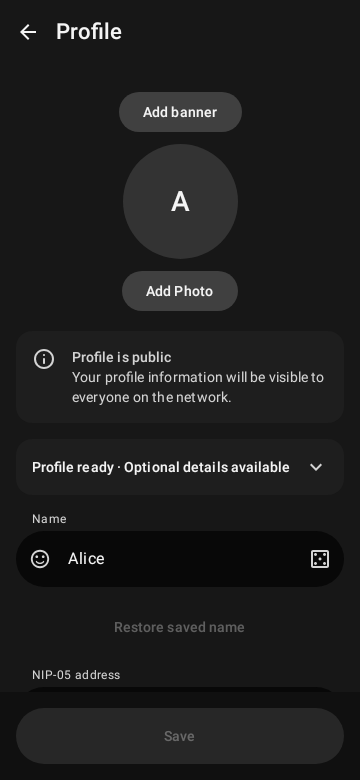 Profile
Add banner
A
Add Photo
Profile is public
Your profile information will be visible to
everyone on the network.
Profile ready · Optional details available
Name
Alice
Restore saved name
NIP-05 address
Save